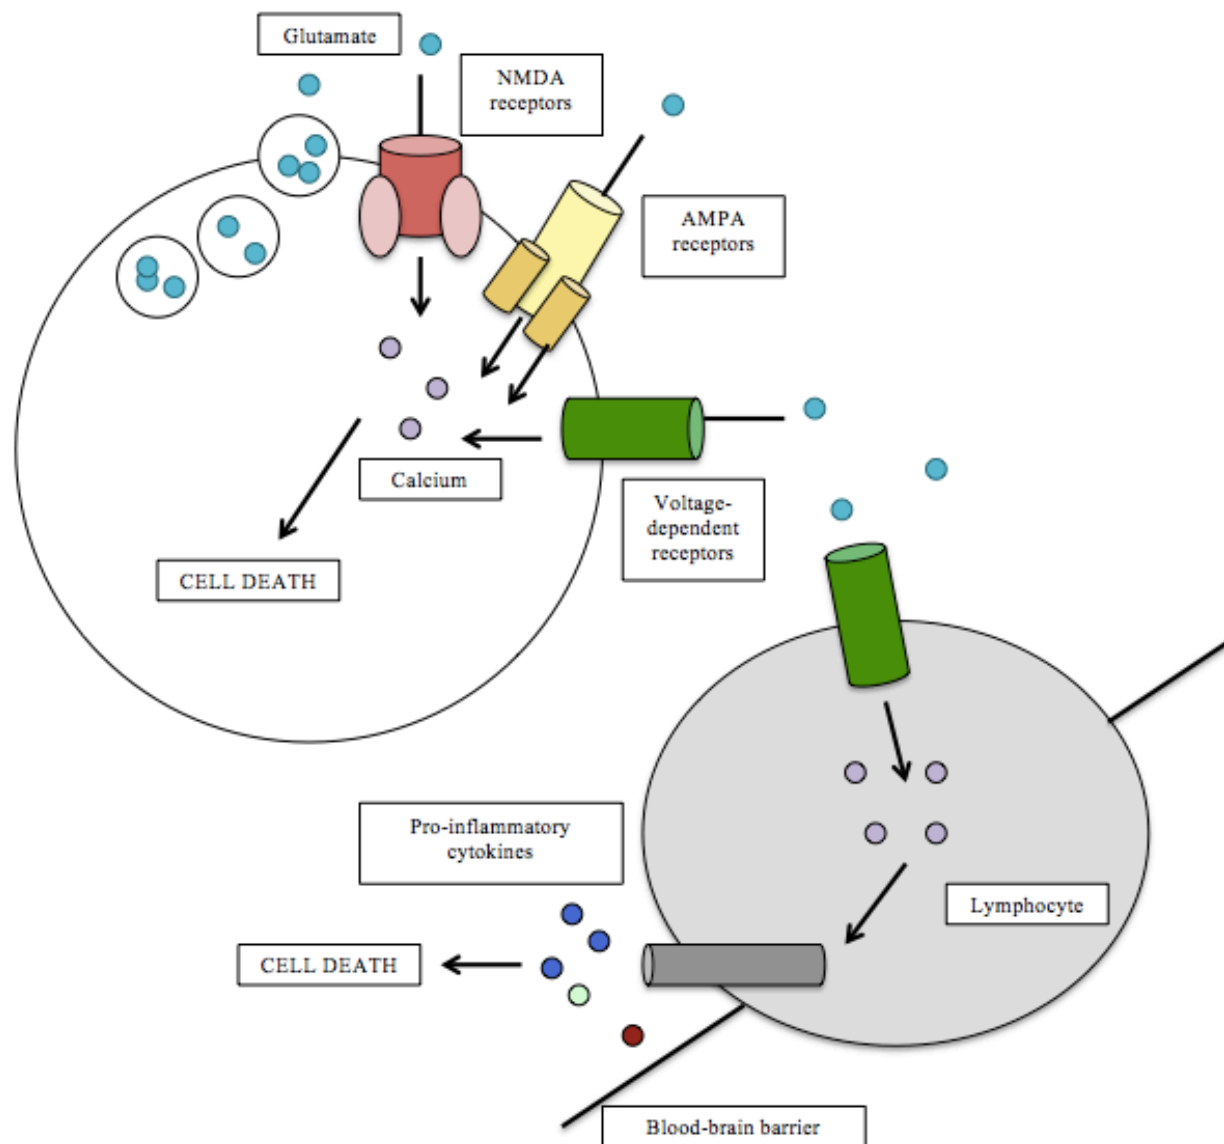 Glutamate
NMDA
receptors
AMPA
receptors
Calcium
Voltage-
dependent
receptors
CELL DEATH
Pro-inflammatory
cytokines
Lymphocyte
CELL DEATH
Blood-brain barrier